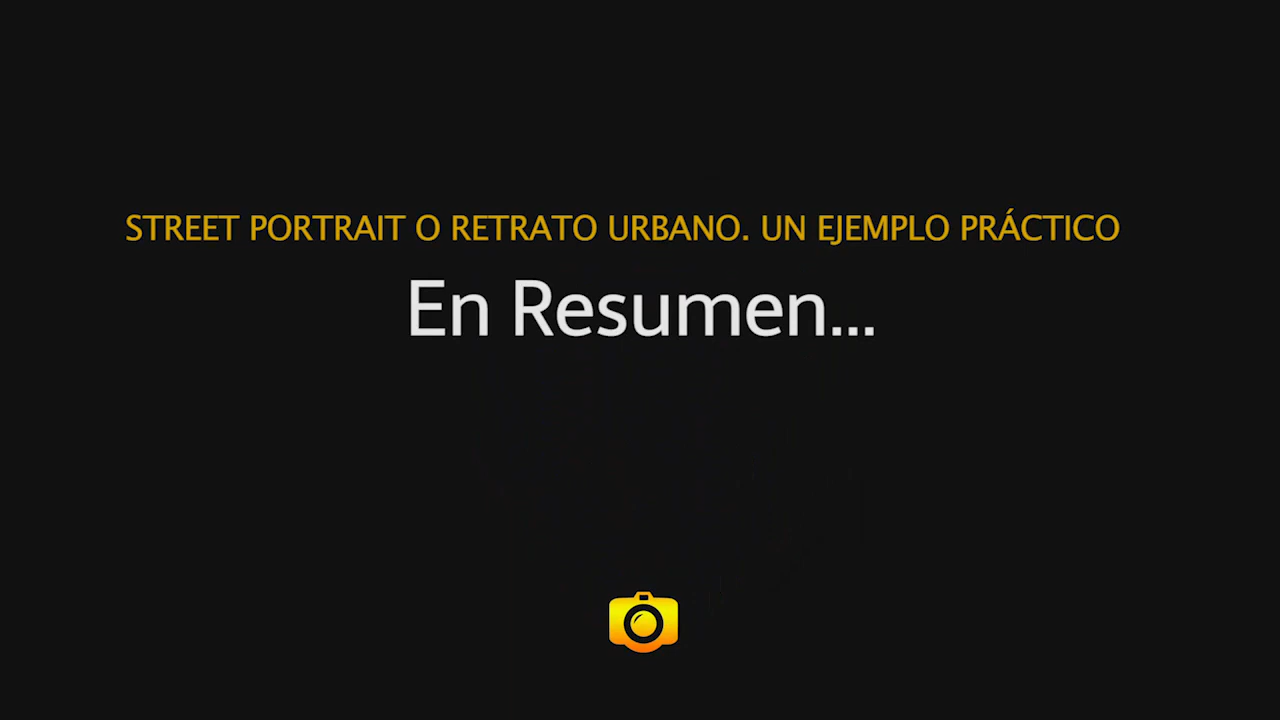 STREET PORTRAIT O RETRATO URBANO. UN EJEMPLO PRÁCTICO
En Resumen...